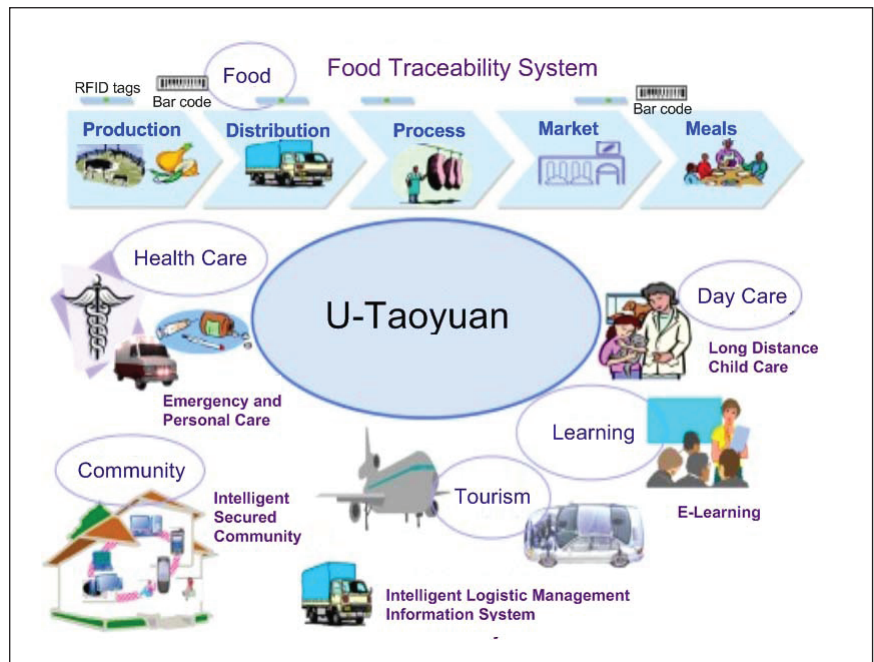 Food
Food Traceability System
RFID tags
Bar code
Bar code
Production
Distribution
Process
Market
Meals
Health Care
U-Taoyuan
Day Care
Long Distance
Child Care
Emergency and
Personal Care
Learning
Community
Tourism
Intelligent
Secured
Community
E-Learning
Intelligent Logistic Management
Information System